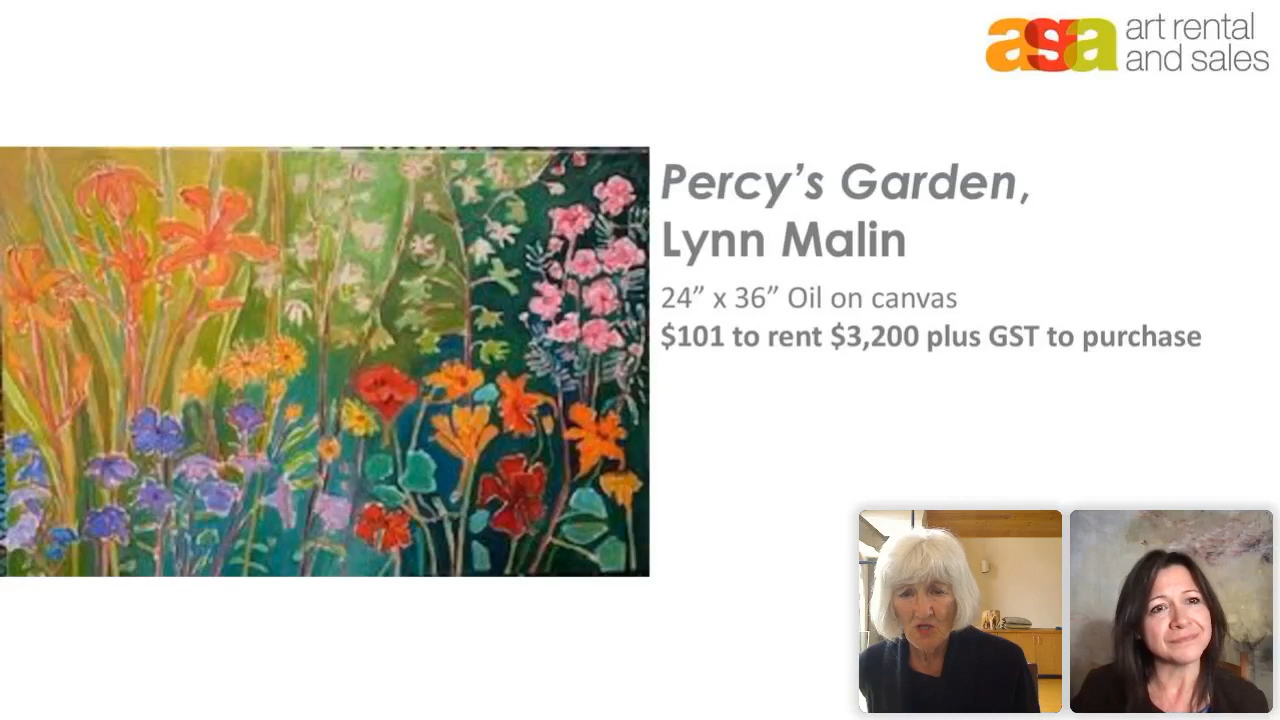 asa art rental
and sales
Percy’s Garden,
Lynn Malin
24” x 36” Oil on canvas
$101 to rent $3,200 plus GST to purchase